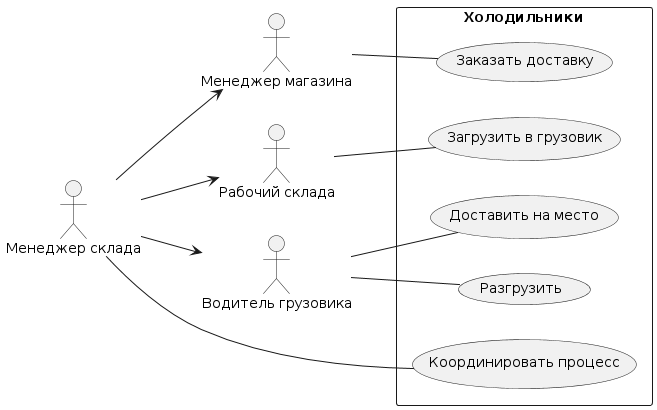 Холодильники
Менеджер магазина
Заказать доставку
Рабочий склада
Загрузить в грузовик
Менеджер склада
Водитель грузовика
Доставить на место
Разгрузить
Координировать процесс